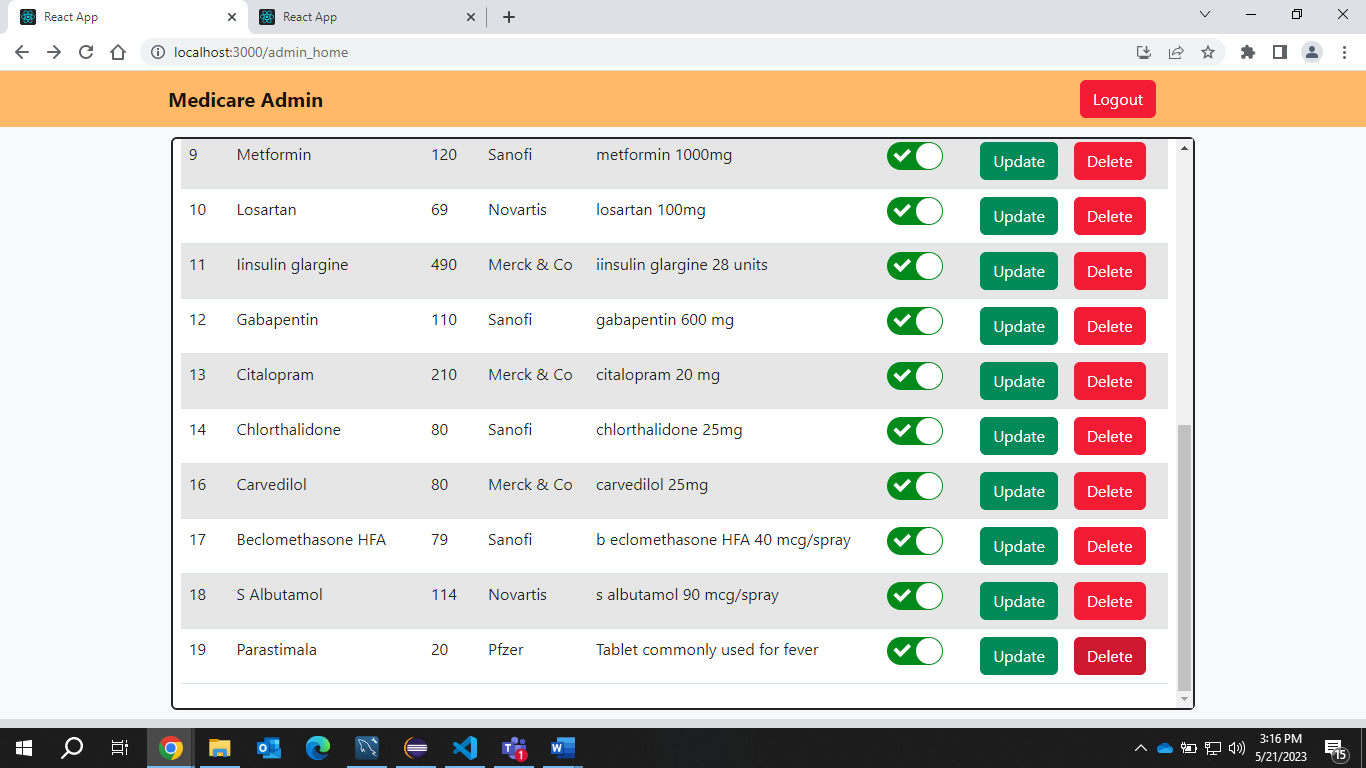 React App
React App
localhost:3000/admin_home
Medicare Admin Logout
9 Metformin 120 Sanofi metformin 1000mg Update Delete
10 Losartan 69 Novartis losartan 100mg Update Delete
11 Iinsulin glargine 490 Merck & Co iinsulin glargine 28 units Update Delete
12 Gabapentin 110 Sanofi gabapentin 600 mg Update Delete
13 Citalopram 210 Merck & Co citalopram 20 mg Update Delete
14 Chlorthalidone 80 Sanofi chlorthalidone 25mg Update Delete
16 Carvedilol 80 Merck & Co carvedilol 25mg Update Delete
17 Beclomethasone HFA 79 Sanofi b eclomethasone HFA 40 mcg/spray Update Delete
18 S Albutamol 114 Novartis s albutamol 90 mcg/spray Update Delete
19 Parastimala 20 Pfzer Tablet commonly used for fever Update Delete
3:16 PM
5/21/2023
1
15